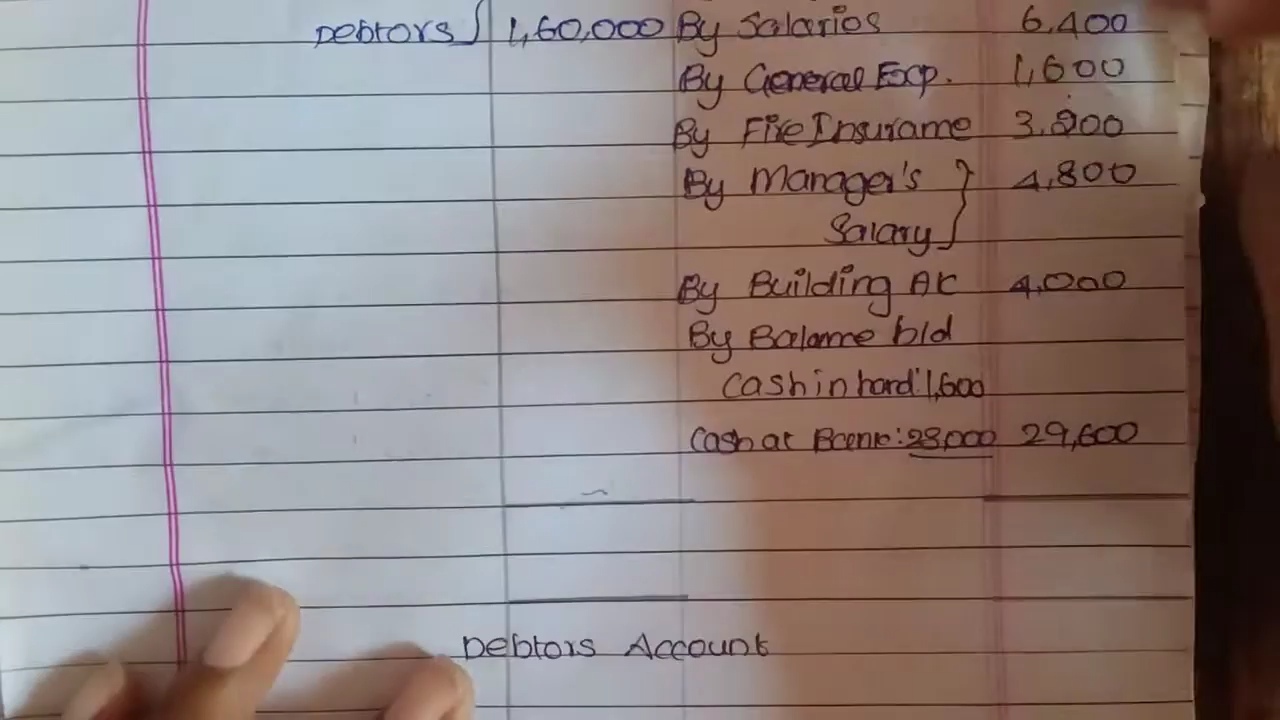 Debtors } 1,60,000 By Salaries 6,400
By General Exp. 1,600
By Fire Insurance 3,200
By Manager's } 4,800
Salary
By Building A/c 4,000
By Balance b/d
Cash in hand: 1,600
Cash at Bank: 28,000 29,600
Debtors Account